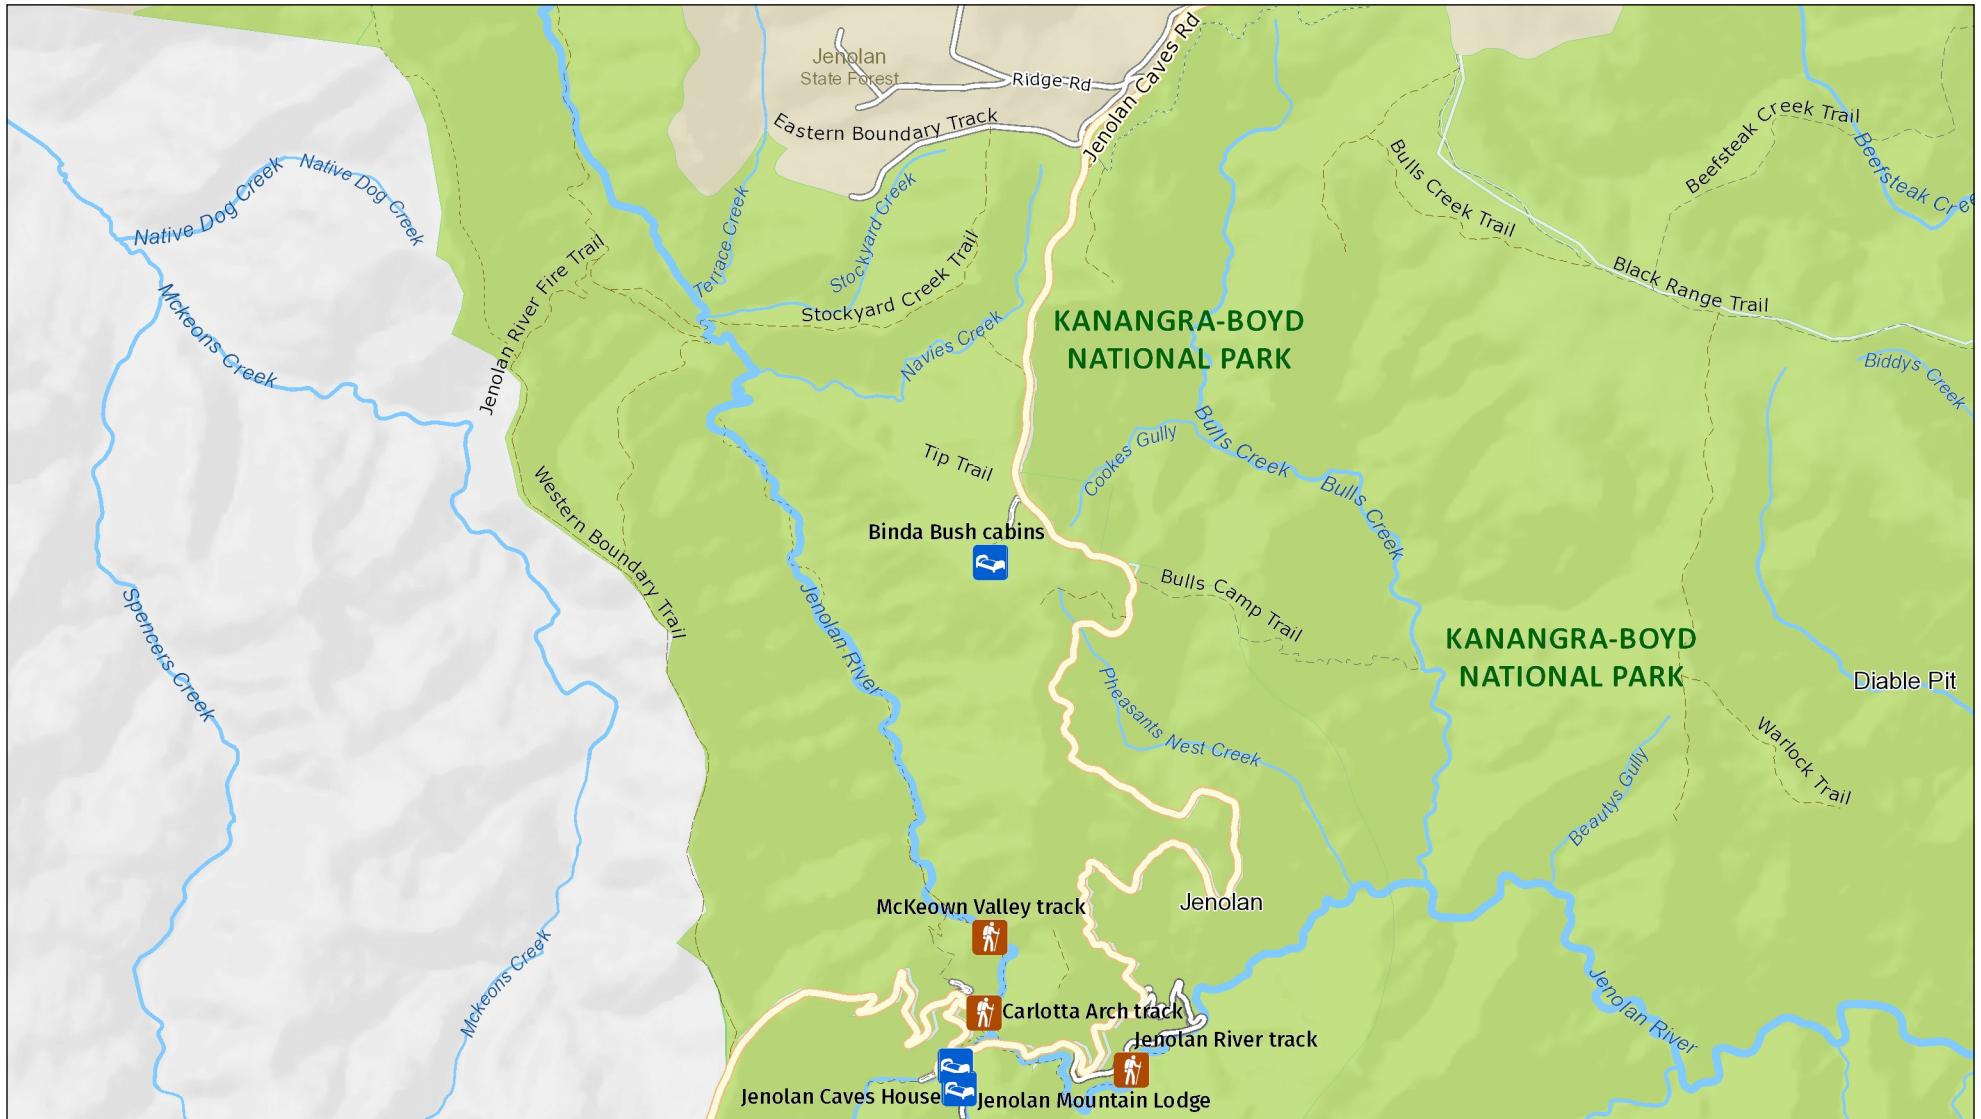 Jenolan
State Forest
Ridge Rd
Jenolan Caves Rd
Eastern Boundary Track
Beefsteak Creek Trail
Beefsteak Cree
Bulls Creek Trail
Native Dog Creek
Native Dog Creek
Terrace Creek
Stockyard Creek
Stockyard Creek Trail
Jenolan River Fire Trail
Black Range Trail
Mckeons Creek
Navies Creek
KANANGRA-BOYD
NATIONAL PARK
Biddys Creek
Bulls Creek
Cookes Gully
Tip Trail
Bulls Creek
Western Boundary Trail
Binda Bush cabins
Bulls Camp Trail
Jenolan River
Spencers Creek
KANANGRA-BOYD
NATIONAL PARK
Diable Pit
Pheasants Nest Creek
Warlock Trail
Beautys Gully
McKeown Valley track
Jenolan
Mckeons Creek
Carlotta Arch track
Jenolan River
Jenolan River track
Jenolan Caves House
Jenolan Mountain Lodge